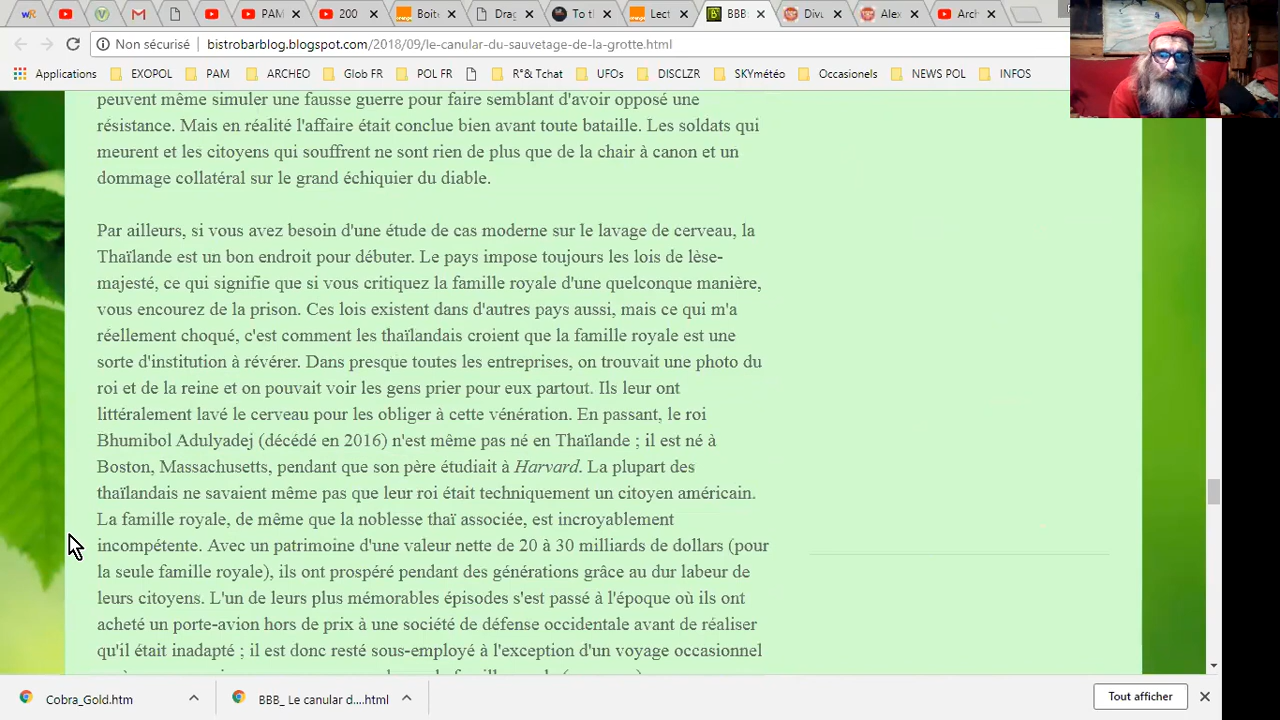 PAM
200
Boît
Drag
To th
Lect
BBB:
Divu
Alex
Arch
Non sécurisé
bistrobarblog.blogspot.com/2018/09/le-canular-du-sauvetage-de-la-grotte.html
Applications EXOPOL PAM ARCHEO Glob FR POL FR R°& Tchat UFOs DISCLZR SKYmétéo Occasionels NEWS POL INFOS
peuvent même simuler une fausse guerre pour faire semblant d'avoir opposé une
résistance. Mais en réalité l'affaire était conclue bien avant toute bataille. Les soldats qui
meurent et les citoyens qui souffrent ne sont rien de plus que de la chair à canon et un
dommage collatéral sur le grand échiquier du diable.
Par ailleurs, si vous avez besoin d'une étude de cas moderne sur le lavage de cerveau, la
Thaïlande est un bon endroit pour débuter. Le pays impose toujours les lois de lèse-
majesté, ce qui signifie que si vous critiquez la famille royale d'une quelconque manière,
vous encourez de la prison. Ces lois existent dans d'autres pays aussi, mais ce qui m'a
réellement choqué, c'est comment les thaïlandais croient que la famille royale est une
sorte d'institution à révérer. Dans presque toutes les entreprises, on trouvait une photo du
roi et de la reine et on pouvait voir les gens prier pour eux partout. Ils leur ont
littéralement lavé le cerveau pour les obliger à cette vénération. En passant, le roi
Bhumibol Adulyadej (décédé en 2016) n'est même pas né en Thaïlande ; il est né à
Boston, Massachusetts, pendant que son père étudiait à Harvard. La plupart des
thaïlandais ne savaient même pas que leur roi était techniquement un citoyen américain.
La famille royale, de même que la noblesse thaï associée, est incroyablement
incompétente. Avec un patrimoine d'une valeur nette de 20 à 30 milliards de dollars (pour
la seule famille royale), ils ont prospéré pendant des générations grâce au dur labeur de
leurs citoyens. L'un de leurs plus mémorables épisodes s'est passé à l'époque où ils ont
acheté un porte-avion hors de prix à une société de défense occidentale avant de réaliser
qu'il était inadapté ; il est donc resté sous-employé à l'exception d'un voyage occasionnel
Cobra_Gold.htm
BBB_ Le canular d....html
Tout afficher